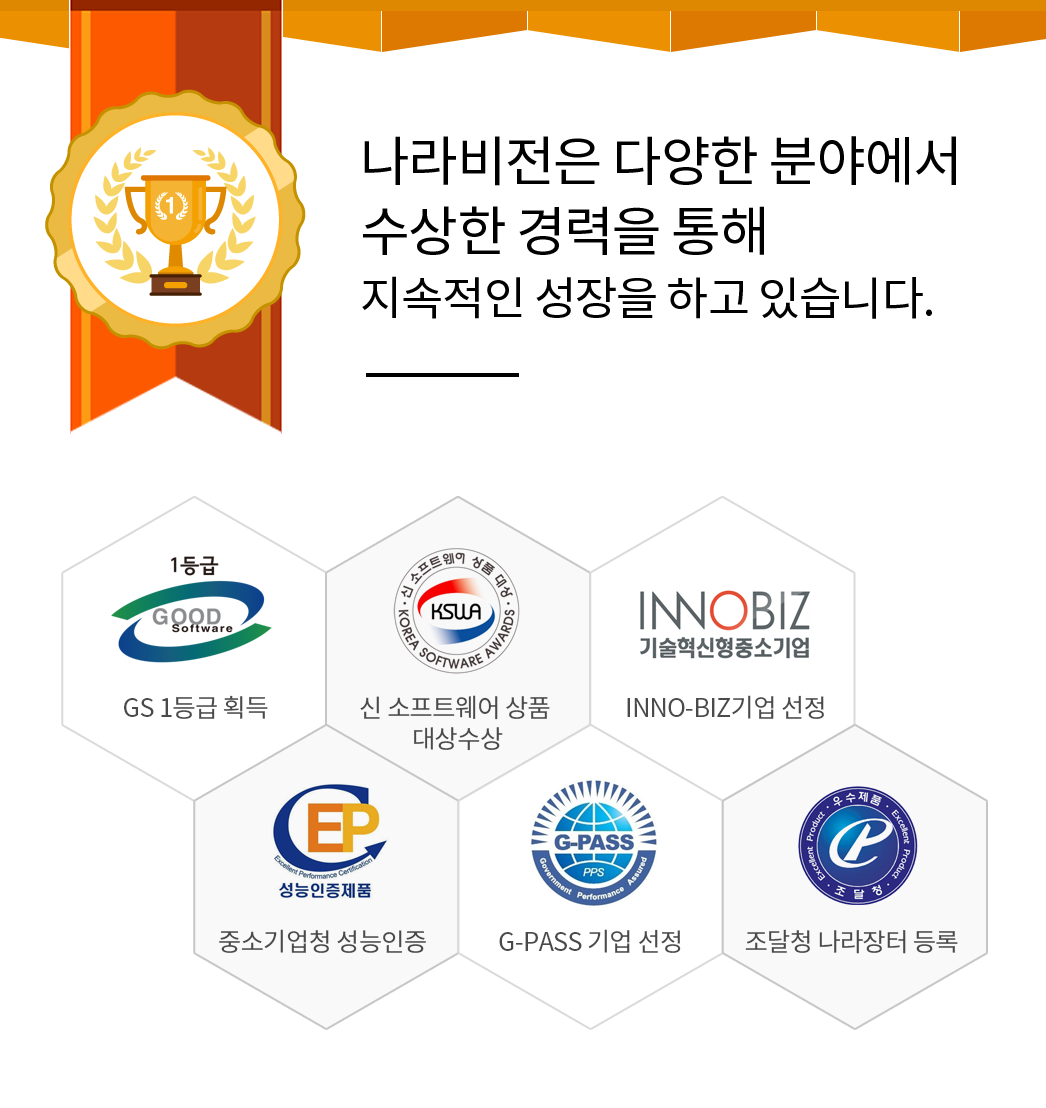 나라비전은 다양한 분야에서
수상한 경력을 통해
지속적인 성장을 하고 있습니다.
1
1등급
GOOD
Software
GS 1등급 획득
· 신 소프트웨어 상품 대상 ·
KSWA
KOREA SOFTWARE AWARDS
신 소프트웨어 상품
대상수상
INNOBIZ
기술혁신형중소기업
INNO-BIZ기업 선정
EP
Excellent Performance Certification
성능인증제품
중소기업청 성능인증
G-PASS
PPS
Government Performance Assured
G-PASS 기업 선정
· 우수제품 ·
Excellent Product
Excellent Product
· 조달청 ·
조달청 나라장터 등록